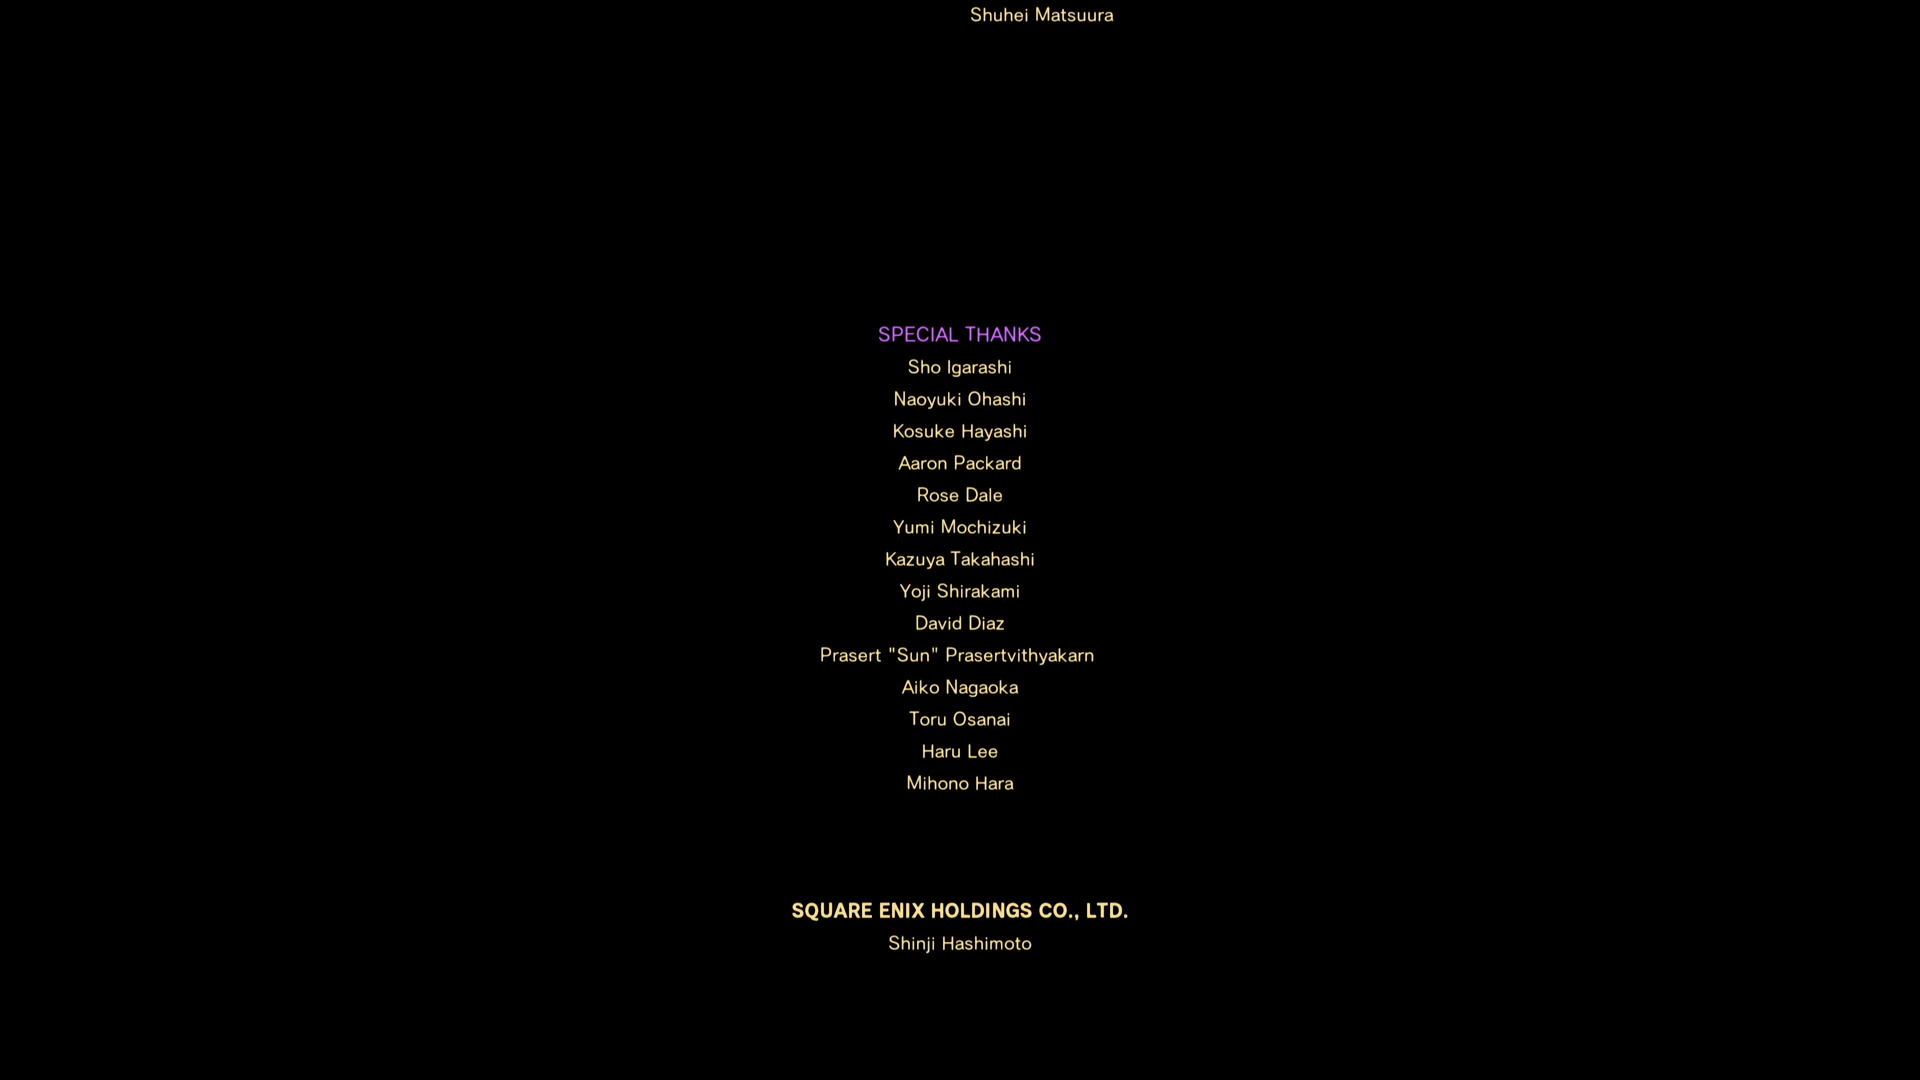 Shuhei Matsuura
SPECIAL THANKS
Sho Igarashi
Naoyuki Ohashi
Kosuke Hayashi
Aaron Packard
Rose Dale
Yumi Mochizuki
Kazuya Takahashi
Yoji Shirakami
David Diaz
Prasert "Sun" Prasertvithyakarn
Aiko Nagaoka
Toru Osanai
Haru Lee
Mihono Hara
SQUARE ENIX HOLDINGS CO., LTD.
Shinji Hashimoto